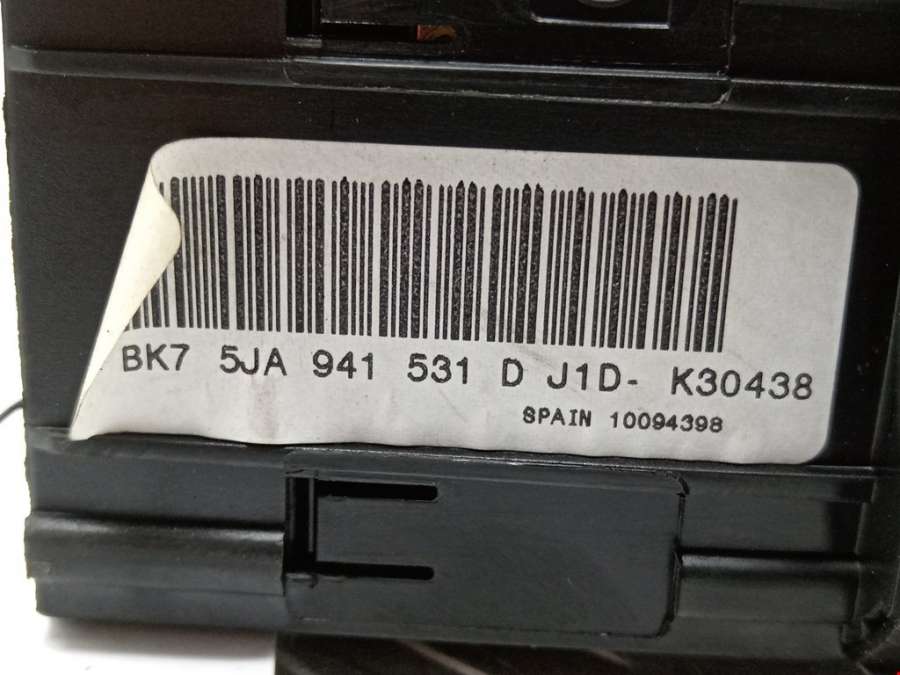 BK7 5JA 941 531 D J1D- K30438
SPAIN 10094398